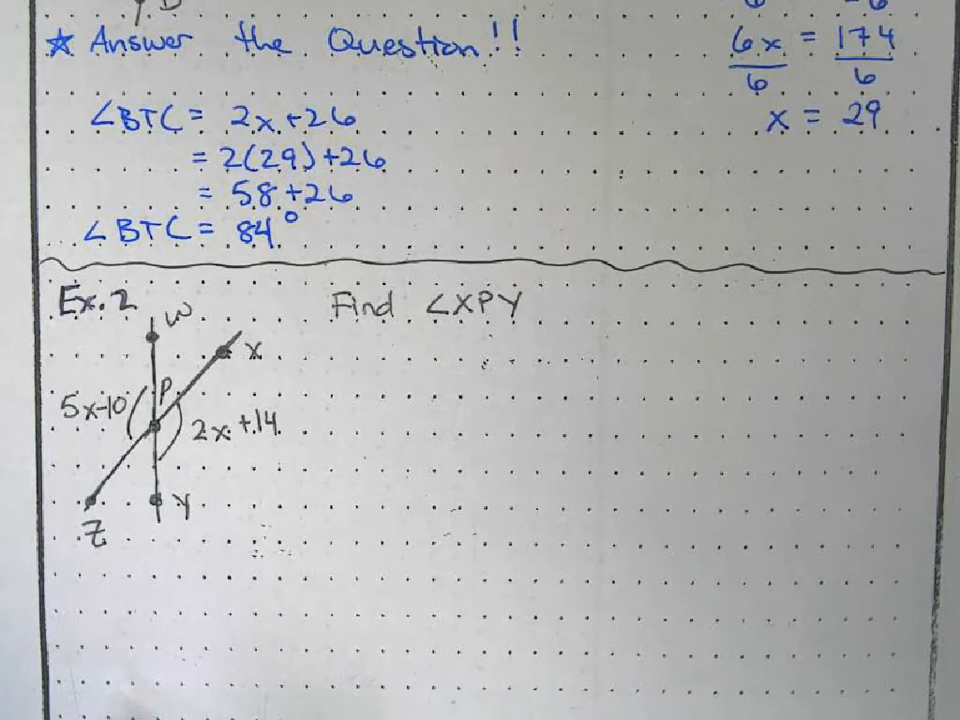 ★ Answer the Question!!
6x = 174
6 6
x = 29
∠BTC = 2x+26
= 2(29)+26
= 58+26
∠BTC = 84°
Ex. 2
Find ∠XPY
W
X
P
5x-10
2x+14
Y
Z